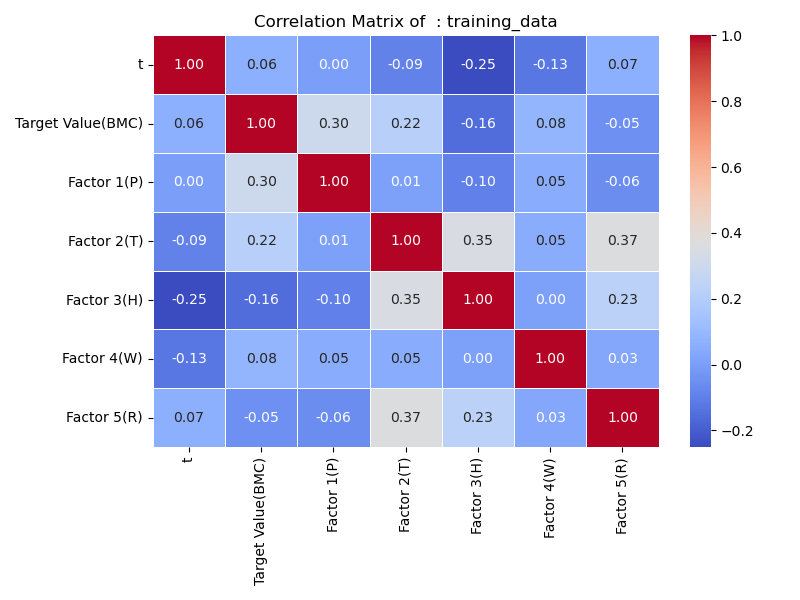 Correlation Matrix of  : training_data
t 1.00 0.06 0.00 -0.09 -0.25 -0.13 0.07
Target Value(BMC) 0.06 1.00 0.30 0.22 -0.16 0.08 -0.05
Factor 1(P) 0.00 0.30 1.00 0.01 -0.10 0.05 -0.06
Factor 2(T) -0.09 0.22 0.01 1.00 0.35 0.05 0.37
Factor 3(H) -0.25 -0.16 -0.10 0.35 1.00 0.00 0.23
Factor 4(W) -0.13 0.08 0.05 0.05 0.00 1.00 0.03
Factor 5(R) 0.07 -0.05 -0.06 0.37 0.23 0.03 1.00
t
Target Value(BMC)
Factor 1(P)
Factor 2(T)
Factor 3(H)
Factor 4(W)
Factor 5(R)
1.0
0.8
0.6
0.4
0.2
0.0
−0.2